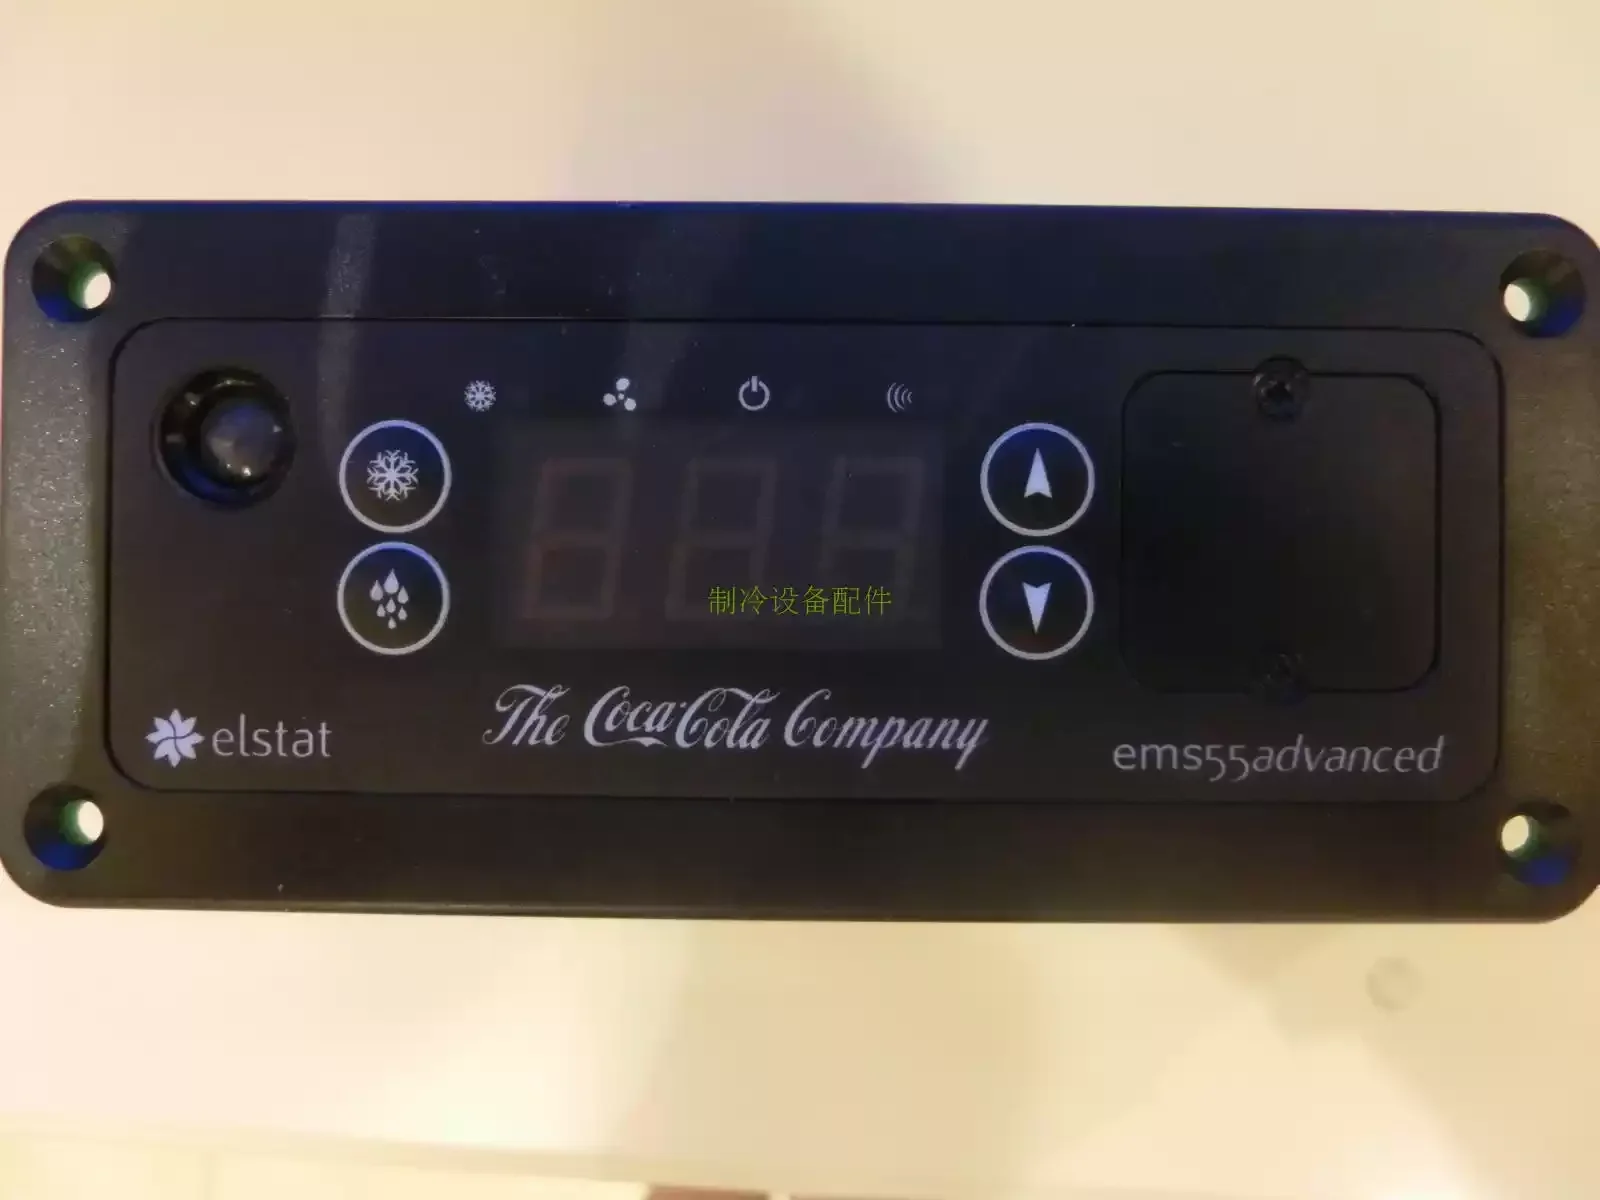 制冷设备配件
elstat
The Coca-Cola Company
ems55advanced